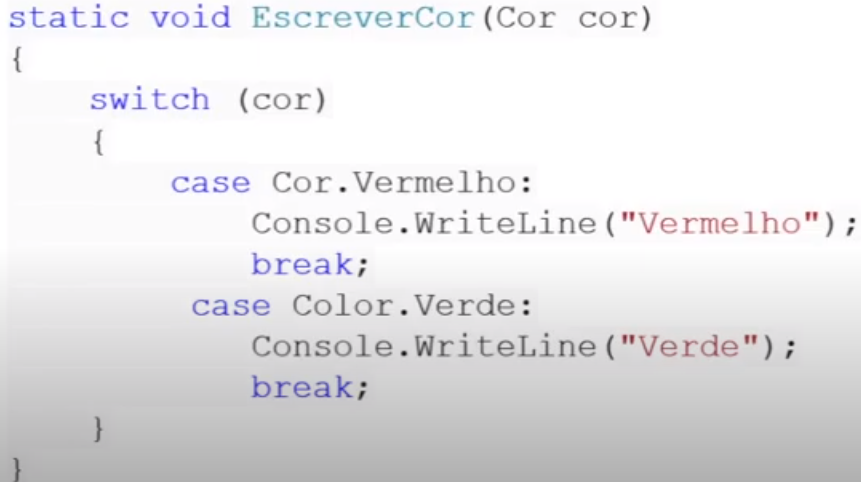 static void EscreverCor(Cor cor)
{
switch (cor)
{
case Cor.Vermelho:
Console.WriteLine("Vermelho");
break;
case Color.Verde:
Console.WriteLine("Verde");
break;
}
}